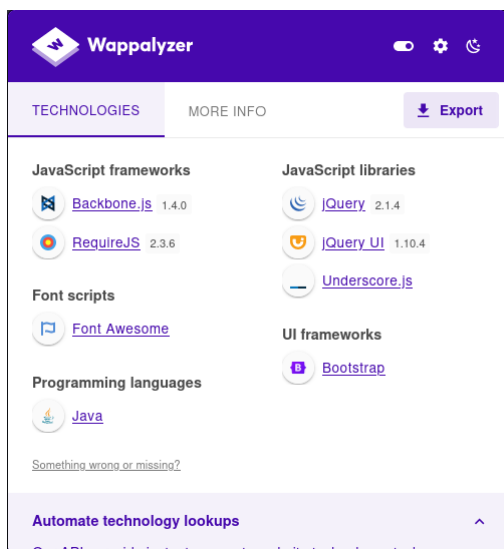 Wappalyzer
TECHNOLOGIES
MORE INFO
Export
JavaScript frameworks
Backbone.js 1.4.0
RequireJS 2.3.6
Font scripts
Font Awesome
Programming languages
Java
JavaScript libraries
jQuery 2.1.4
jQuery UI 1.10.4
Underscore.js
UI frameworks
Bootstrap
Something wrong or missing?
Automate technology lookups